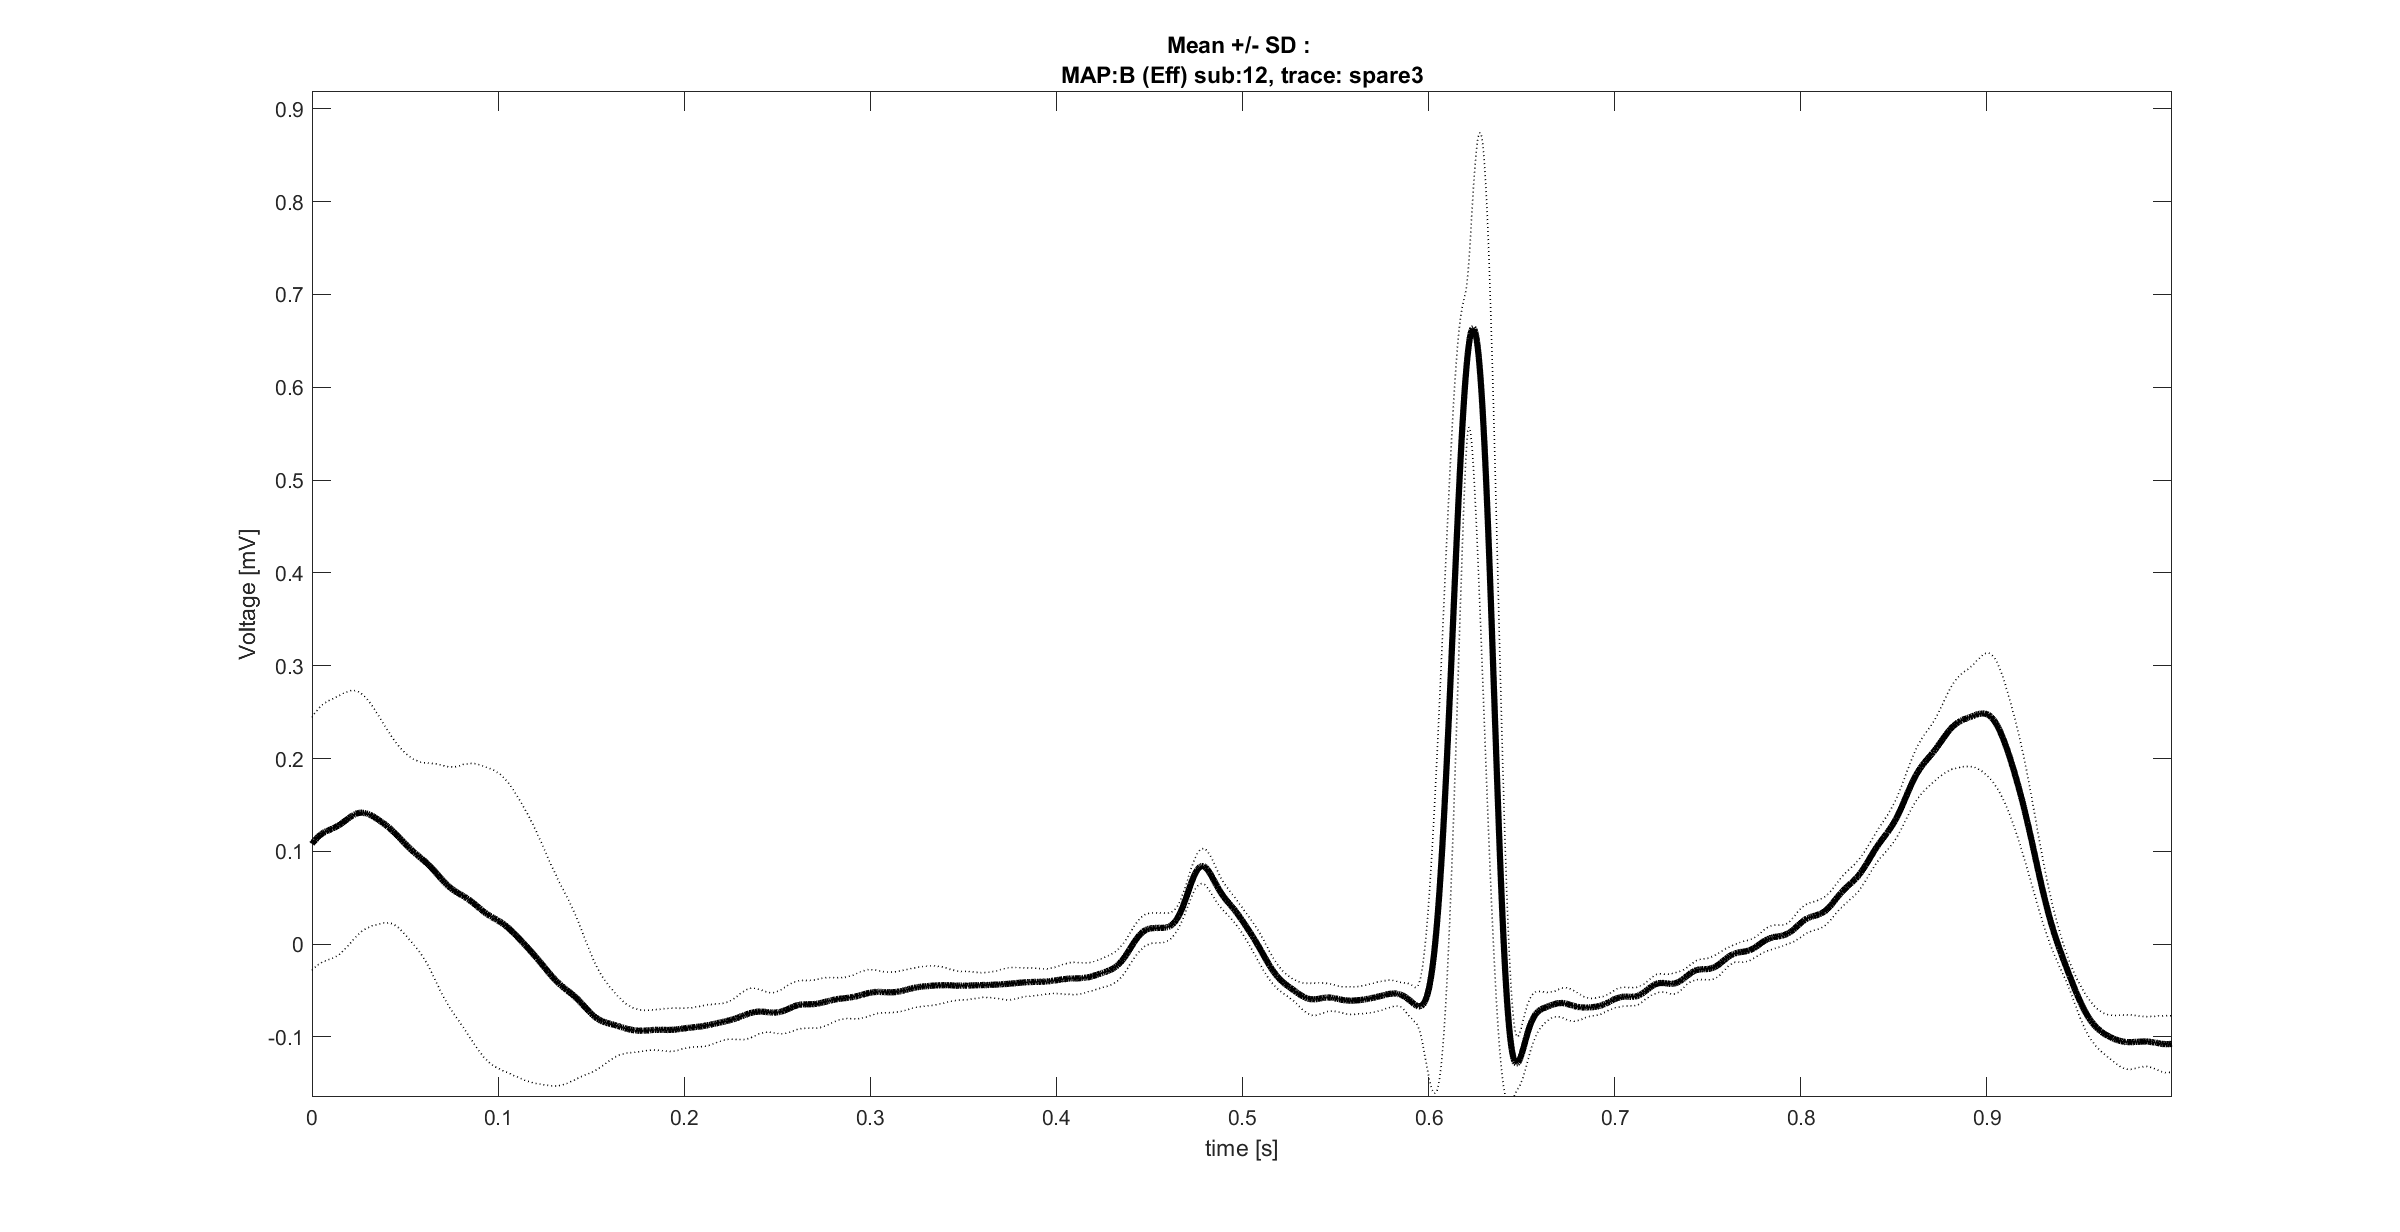 Mean +/- SD :
MAP:B (Eff) sub:12, trace: spare3
0.9
0.8
0.7
0.6
0.5
0.4
0.3
0.2
0.1
0
-0.1
Voltage [mV]
0 0.1 0.2 0.3 0.4 0.5 0.6 0.7 0.8 0.9
time [s]